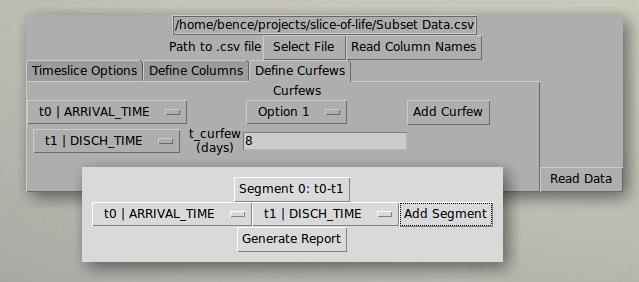 /home/bence/projects/slice-of-life/Subset Data.csv
Path to .csv file Select File Read Column Names
Timeslice Options Define Columns Define Curfews
Curfews
t0 | ARRIVAL_TIME Option 1 Add Curfew
t1 | DISCH_TIME t_curfew (days) 8
Read Data
Segment 0: t0-t1
t0 | ARRIVAL_TIME t1 | DISCH_TIME Add Segment
Generate Report